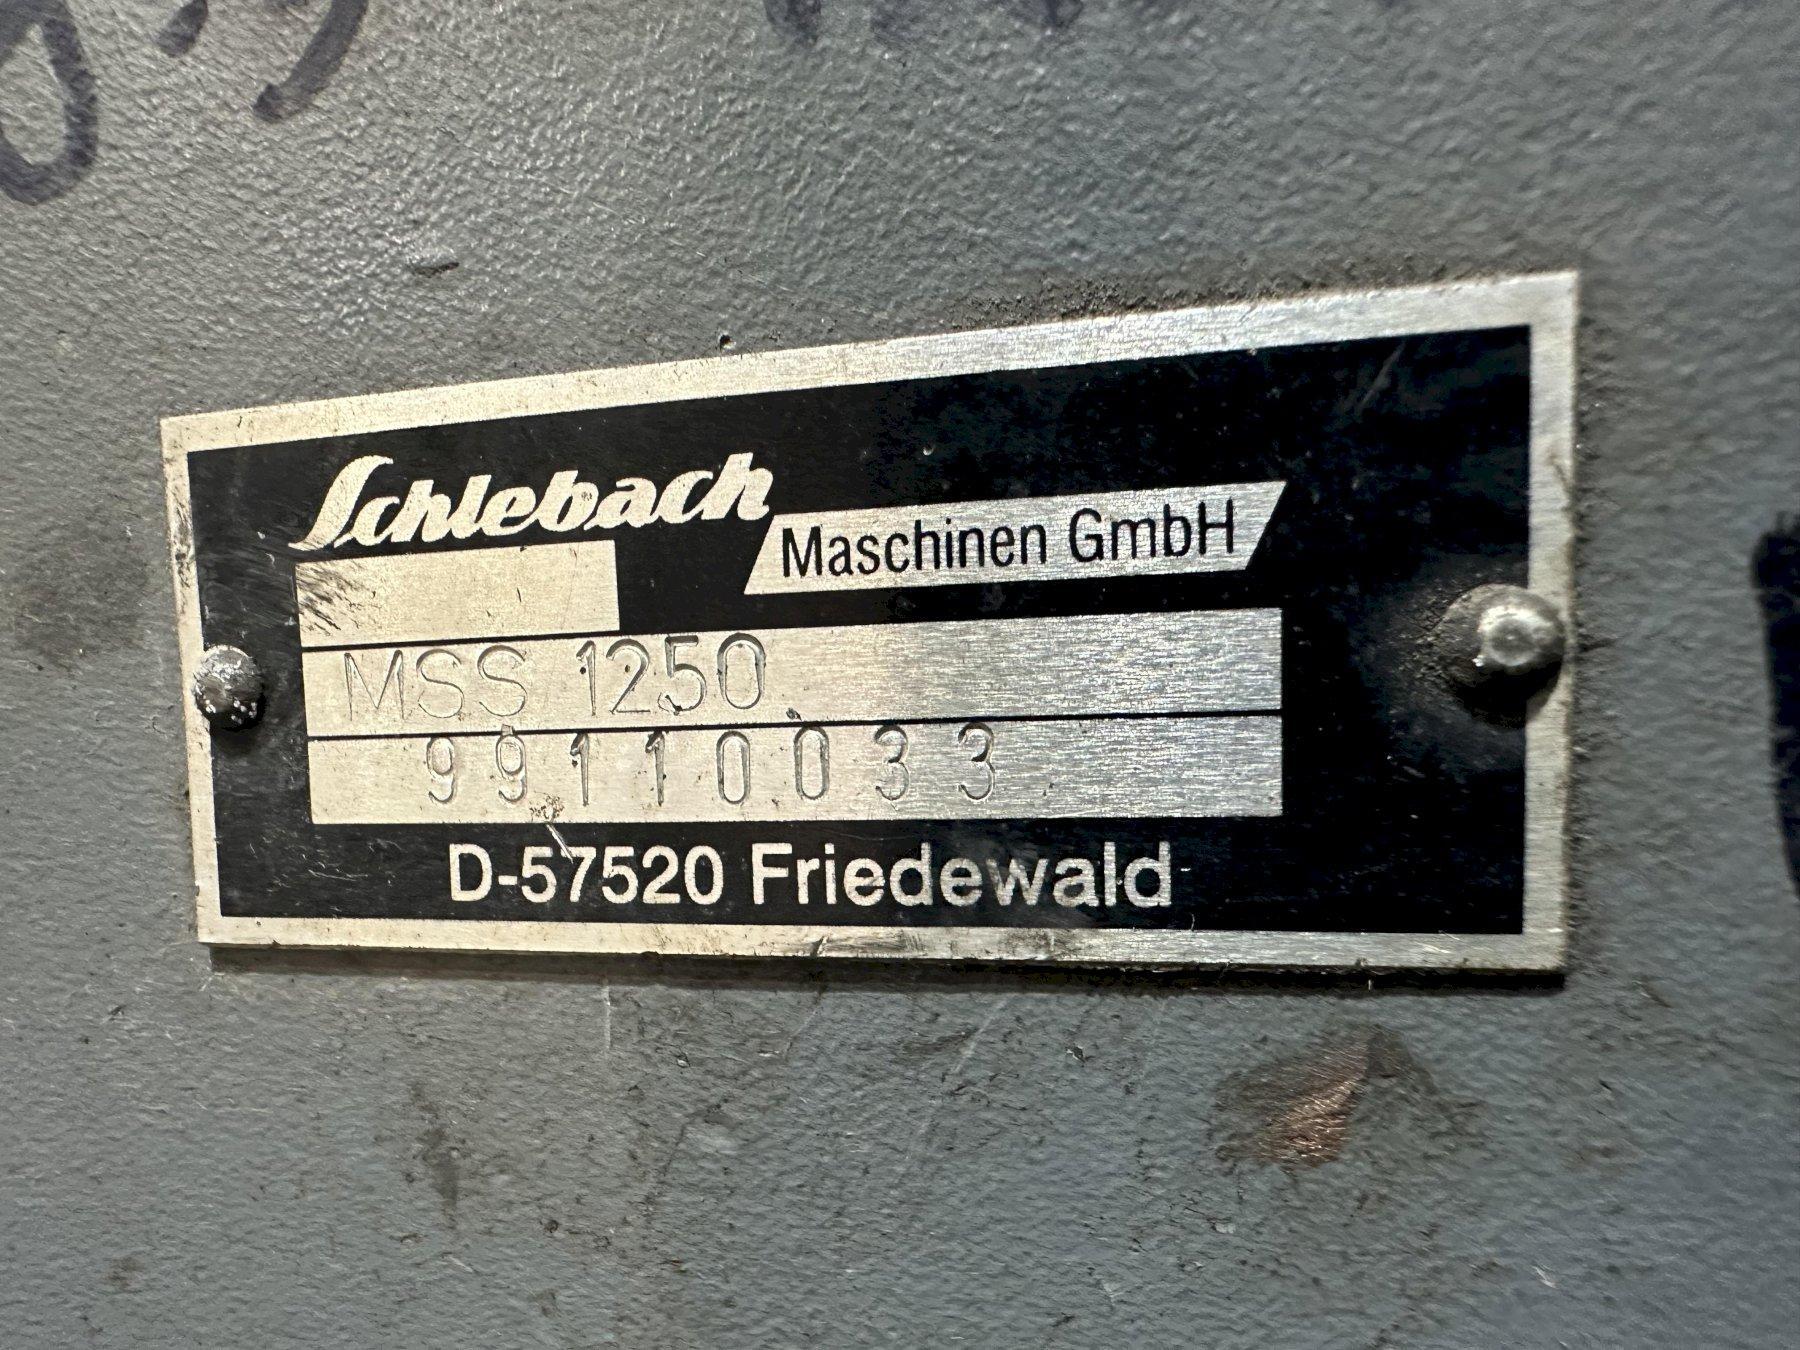 Schlebach
Maschinen GmbH
MSS 1250
99110033
D-57520 Friedewald